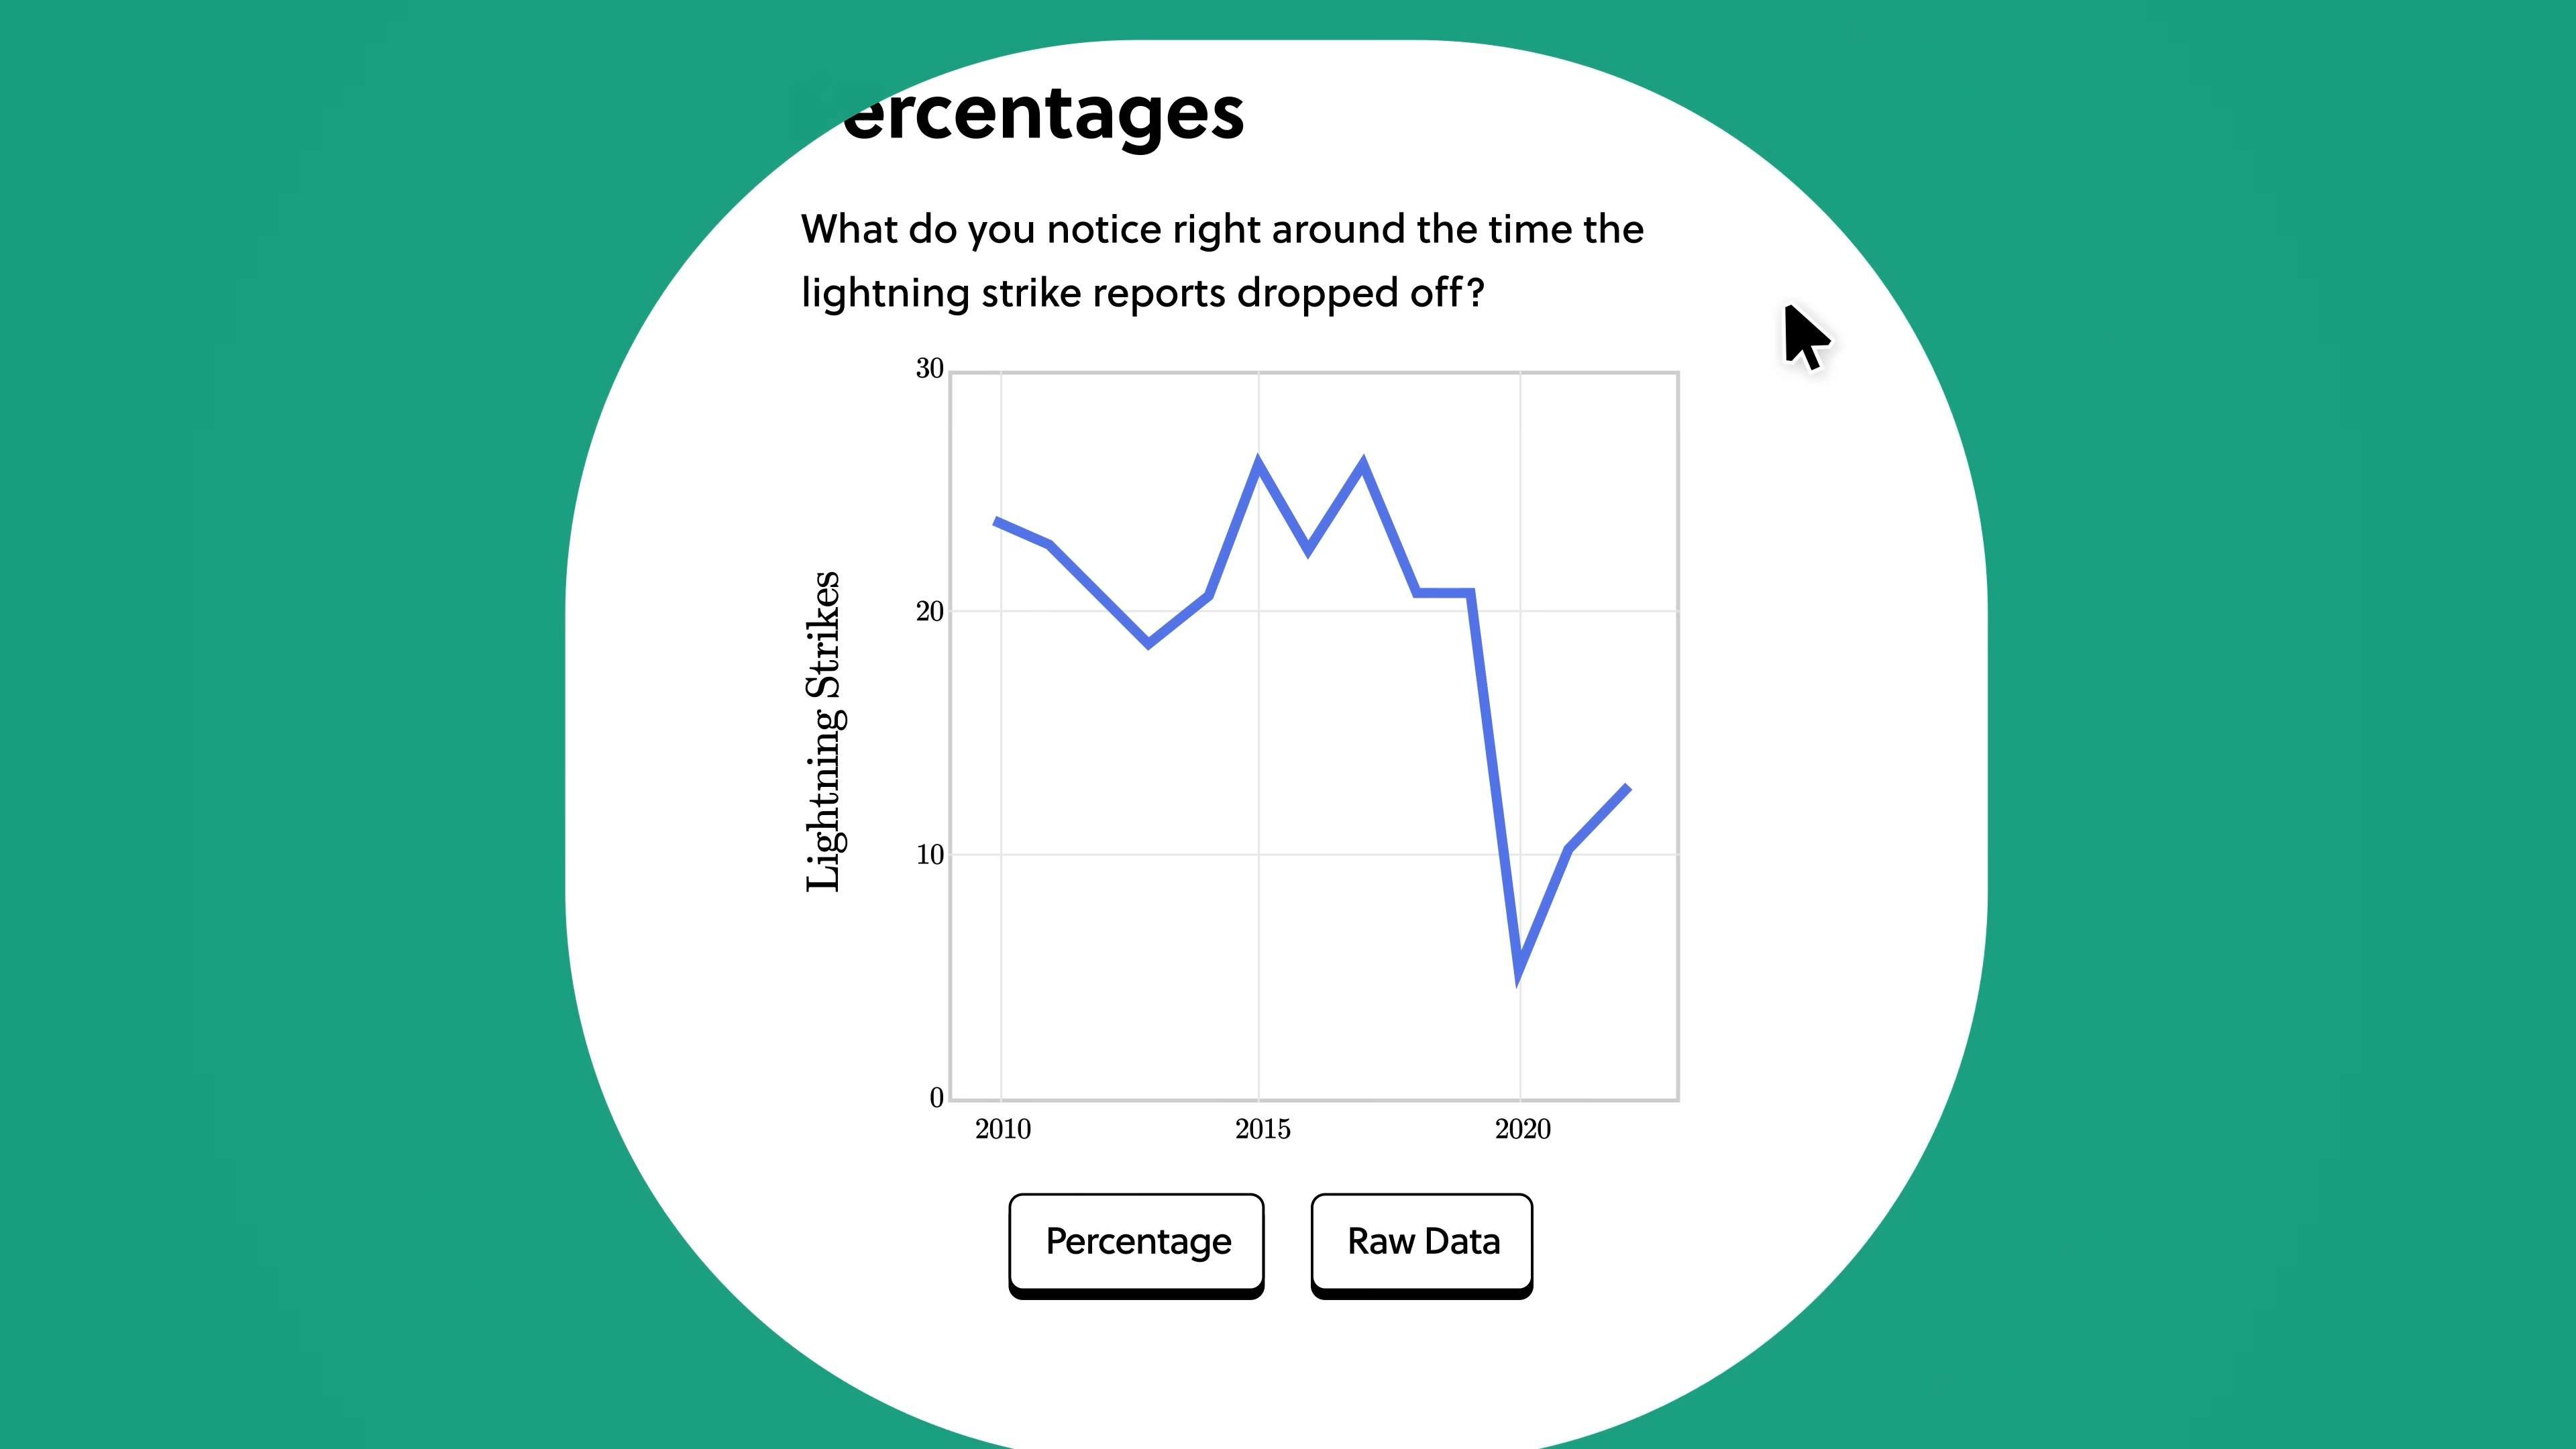 ercentages
What do you notice right around the time the
lightning strike reports dropped off?
30
20
10
0
Lightning Strikes
2010 2015 2020
Percentage Raw Data